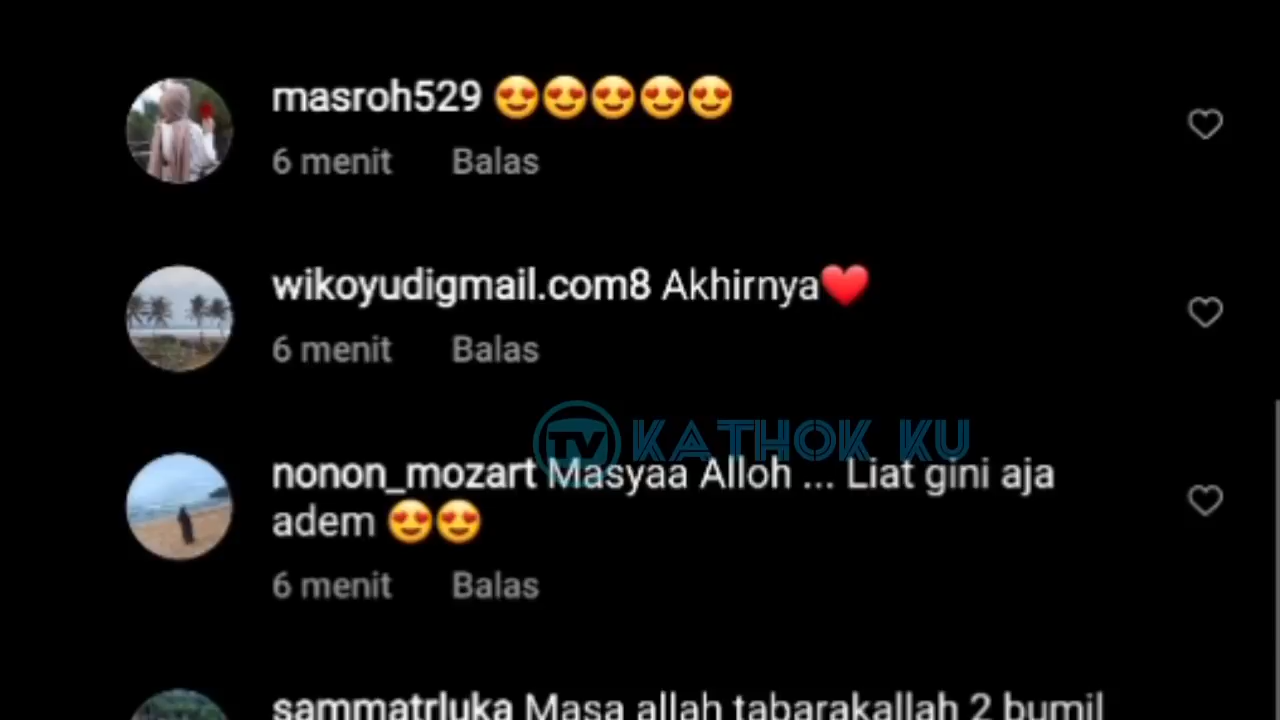 masroh529 😍😍😍😍😍
6 menit Balas
wikoyudigmail.com8 Akhirnya❤️
6 menit Balas
TV KATHOK KU
nonon_mozart Masyaa Alloh ... Liat gini aja
adem 😍😍
6 menit Balas
sammatrluka Masa allah tabarakallah 2 bumil